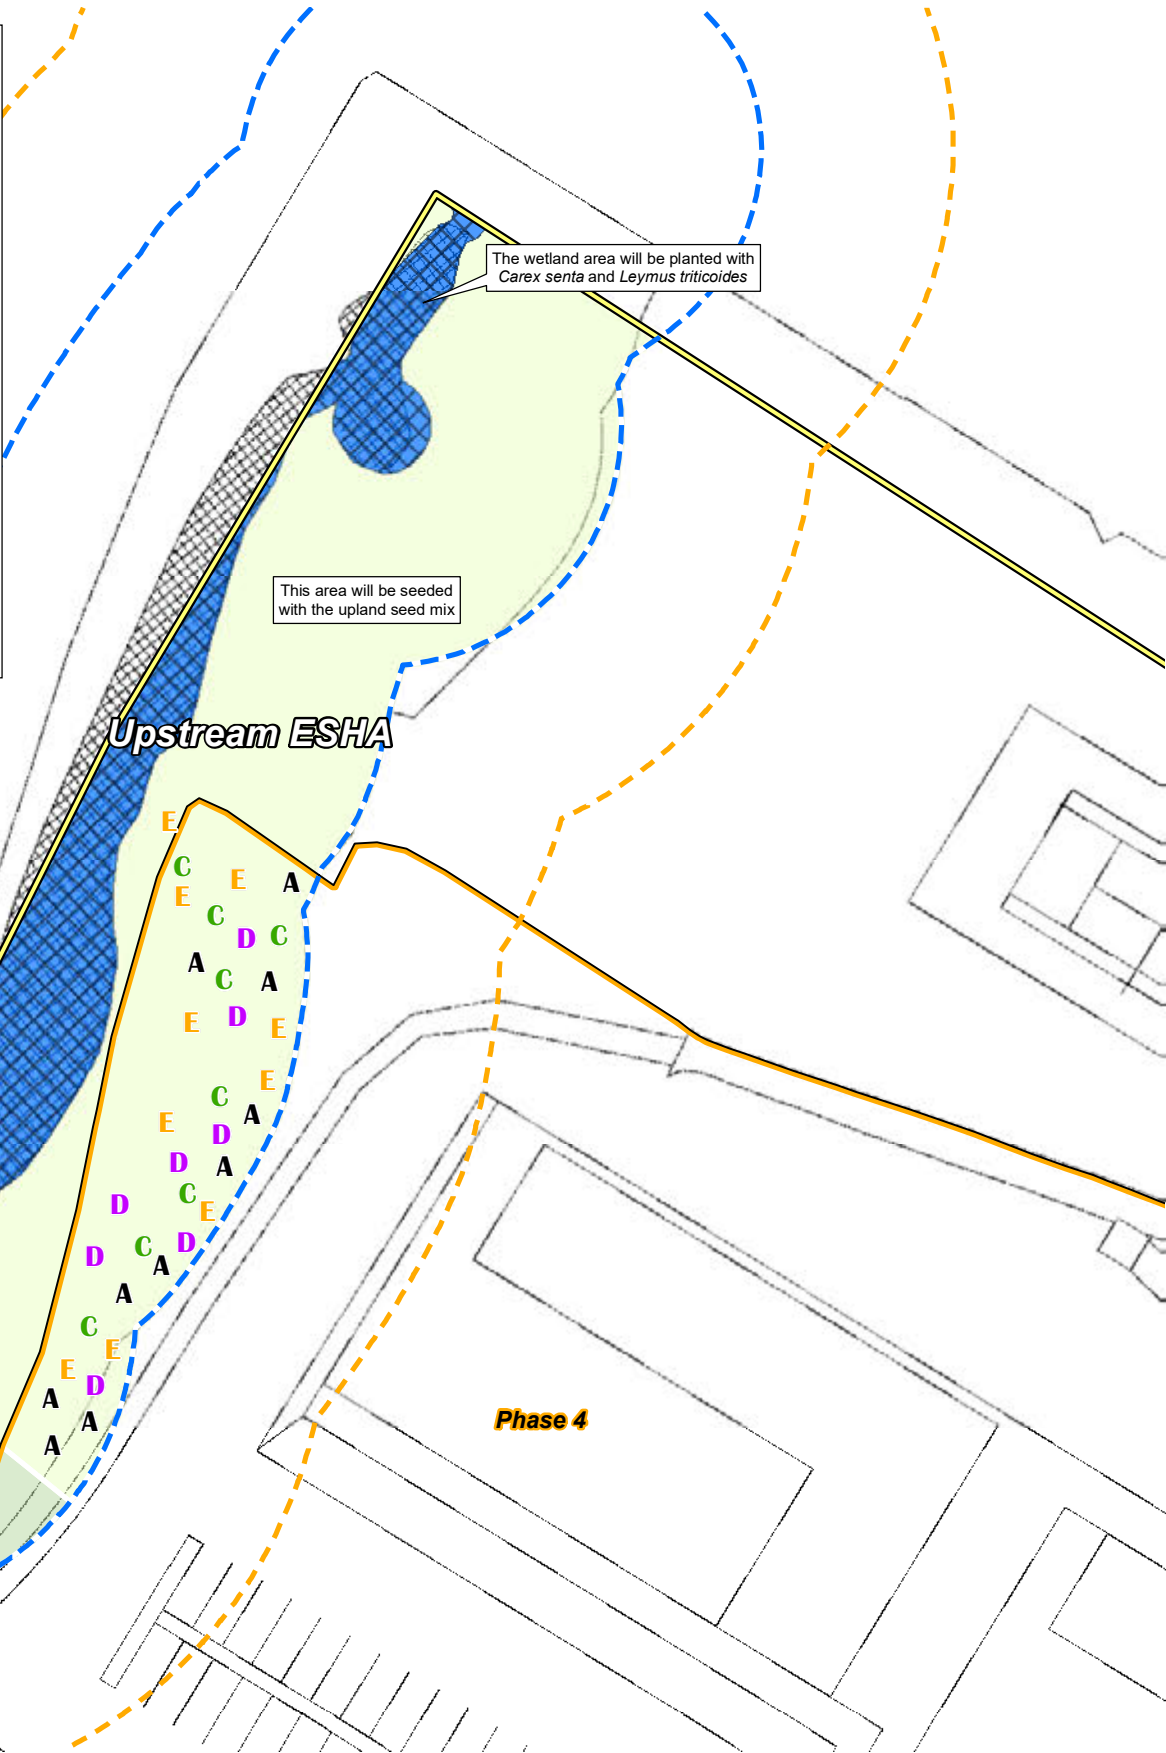 The wetland area will be planted with
Carex senta and Leymus triticoides
This area will be seeded
with the upland seed mix
Upstream ESHA
E
C
E A
E
C
D C
A
C A
D
E E
E
C
A
E
D
D A
C
D E
D
C
D A
A
C
E
E
D
A
A
A
Phase 4